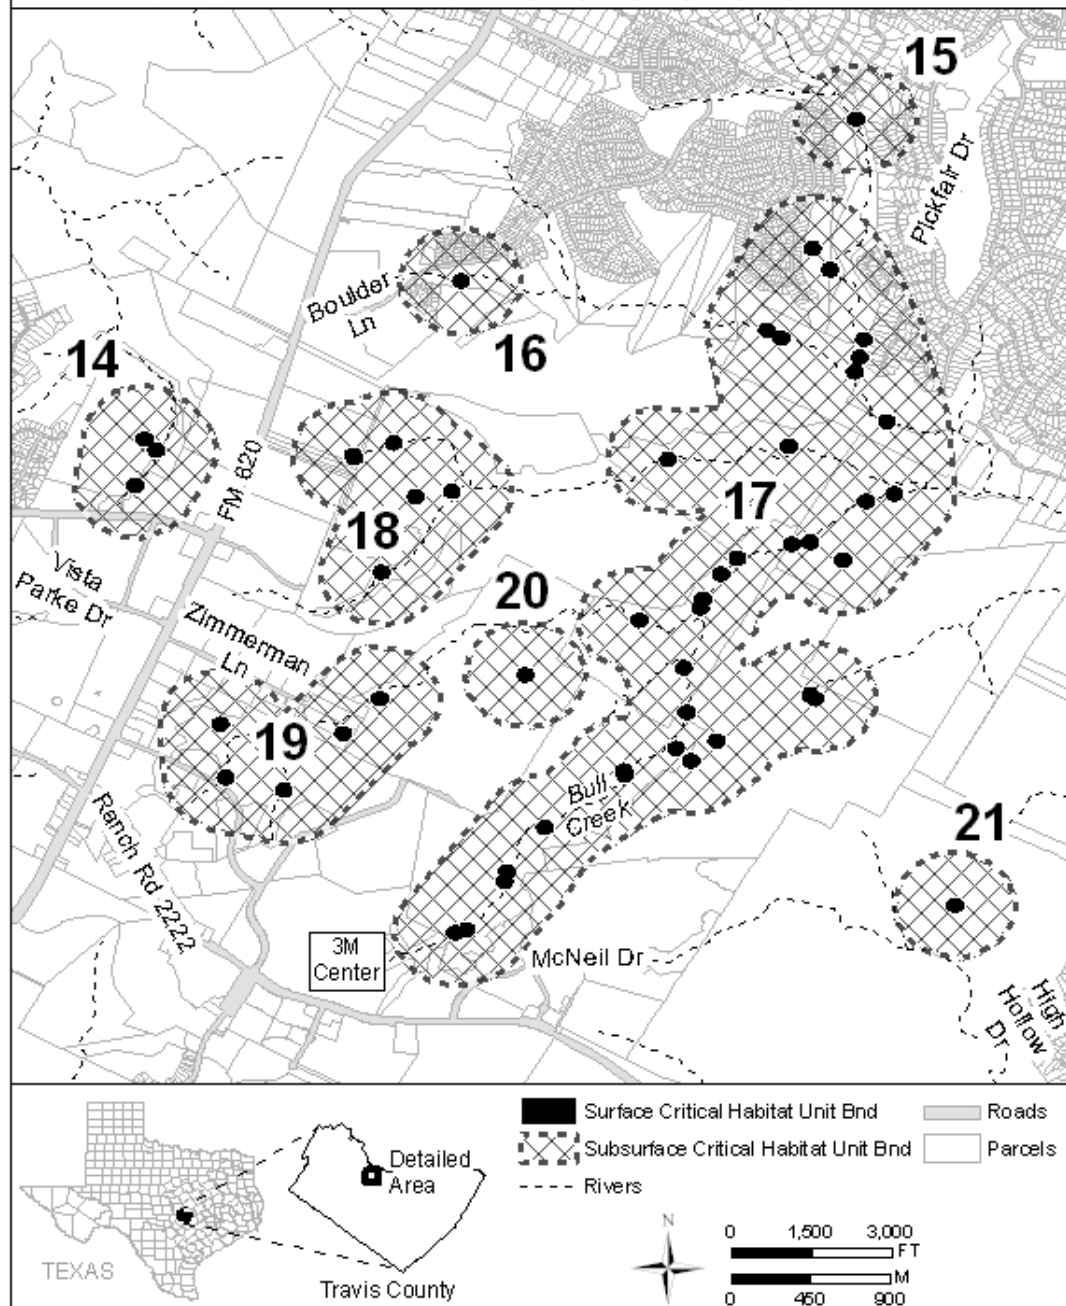 15
Pickfair Dr
Boulder
Ln
16
14
FM 620
18
17
Vista
Parke Dr
20
Zimmerman
Ln
19
Bull
Creek
21
Ranch Rd 2222
3M
Center
McNeil Dr
High
Hollow
Dr
Surface Critical Habitat Unit Bnd
Roads
Subsurface Critical Habitat Unit Bnd
Parcels
Rivers
Detailed
Area
TEXAS
Travis County
N
0 1,500 3,000
FT
M
0 450 900